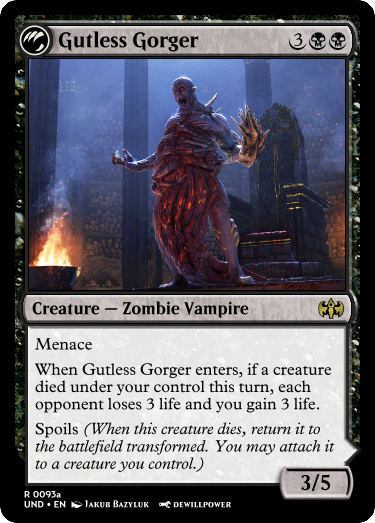 Gutless Gorger 3
Creature — Zombie Vampire
Menace
When Gutless Gorger enters, if a creature
died under your control this turn, each
opponent loses 3 life and you gain 3 life.
Spoils (When this creature dies, return it to
the battlefield transformed. You may attach it
to a creature you control.)
3/5
R 0093a
UND • EN Jakub Bazyluk DEWILLPOWER